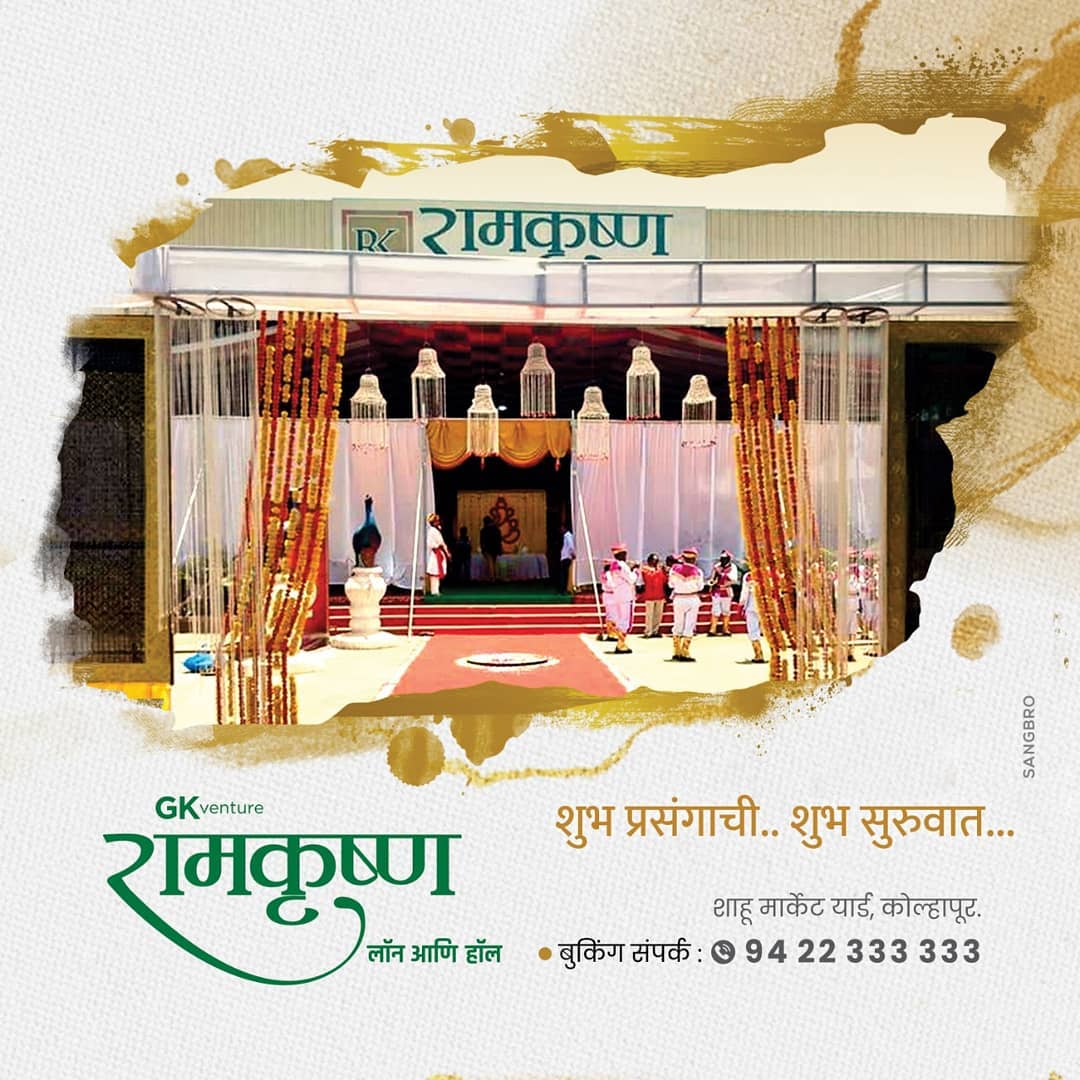 RK रामकृष्ण
GKventure
रामकृष्ण
लॉन आणि हॉल
शुभ प्रसंगाची.. शुभ सुरुवात...
शाहू मार्केट यार्ड, कोल्हापूर.
बुकिंग संपर्क : 94 22 333 333
SANGBRO